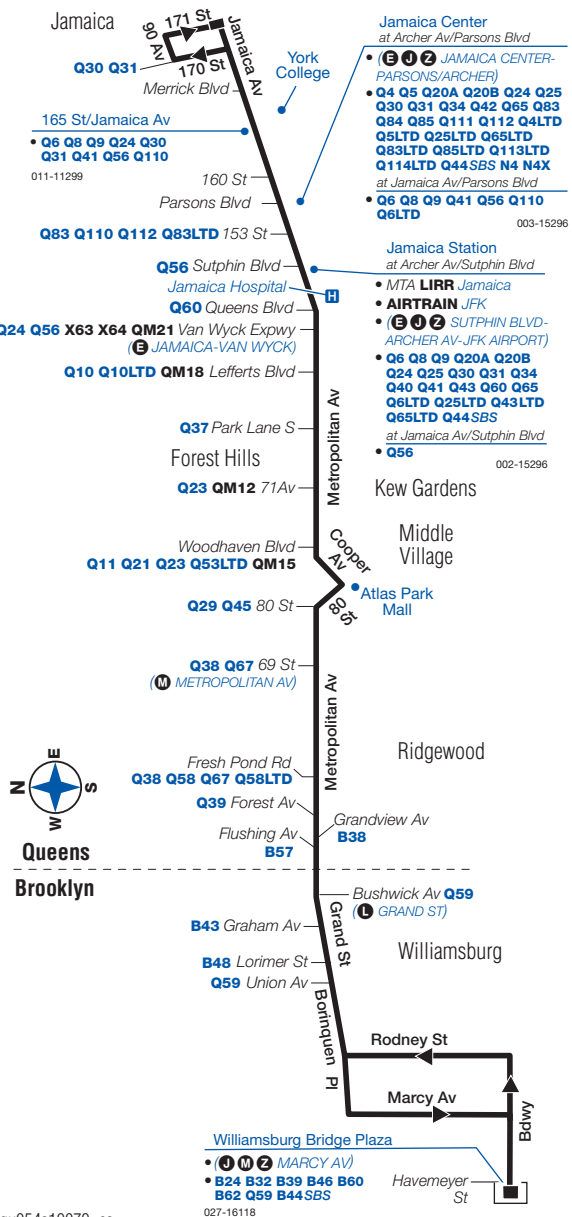 Jamaica
171 St
90 Av
170 St
Jamaica Av
Q30 Q31
Merrick Blvd
York
College
165 St/Jamaica Av
• Q6 Q8 Q9 Q24 Q30
Q31 Q41 Q56 Q110
011-11299
160 St
Parsons Blvd
Q83 Q110 Q112 Q83LTD 153 St
Q56 Sutphin Blvd
Jamaica Hospital H
Q60 Queens Blvd
Q24 Q56 X63 X64 QM21 Van Wyck Expwy
(E JAMAICA-VAN WYCK)
Q10 Q10LTD QM18 Lefferts Blvd
Q37 Park Lane S
Forest Hills
Q23 QM12 71Av
Metropolitan Av
Jamaica Center
at Archer Av/Parsons Blvd
• (E J Z JAMAICA CENTER-
PARSONS/ARCHER)
• Q4 Q5 Q20A Q20B Q24 Q25
Q30 Q31 Q34 Q42 Q65 Q83
Q84 Q85 Q111 Q112 Q4LTD
Q5LTD Q25LTD Q65LTD
Q83LTD Q85LTD Q113LTD
Q114LTD Q44SBS N4 N4X
at Jamaica Av/Parsons Blvd
• Q6 Q8 Q9 Q41 Q56 Q110
Q6LTD
003-15296
Jamaica Station
at Archer Av/Sutphin Blvd
• MTA LIRR Jamaica
• AIRTRAIN JFK
• (E J Z SUTPHIN BLVD-
ARCHER AV-JFK AIRPORT)
• Q6 Q8 Q9 Q20A Q20B
Q24 Q25 Q30 Q31 Q34
Q40 Q41 Q43 Q60 Q65
Q6LTD Q25LTD Q43LTD
Q65LTD Q44SBS
at Jamaica Av/Sutphin Blvd
• Q56
002-15296
Kew Gardens
Woodhaven Blvd
Q11 Q21 Q23 Q53LTD QM15
Cooper
Av
Middle
Village
Atlas Park
Mall
80 St
Q29 Q45 80 St
Q38 Q67 69 St
(M METROPOLITAN AV)
Metropolitan Av
Ridgewood
Fresh Pond Rd
Q38 Q58 Q67 Q58LTD
Q39 Forest Av
Flushing Av
B57
Grandview Av
B38
N
E
S
W
Queens
Brooklyn
Bushwick Av Q59
(L GRAND ST)
Grand St
B43 Graham Av
Williamsburg
B48 Lorimer St
Q59 Union Av
Borinquen Pl
Rodney St
Marcy Av
Bdwy
Williamsburg Bridge Plaza
• (J M Z MARCY AV)
• B24 B32 B39 B46 B60
B62 Q59 B44SBS
027-16118
Havemeyer
St